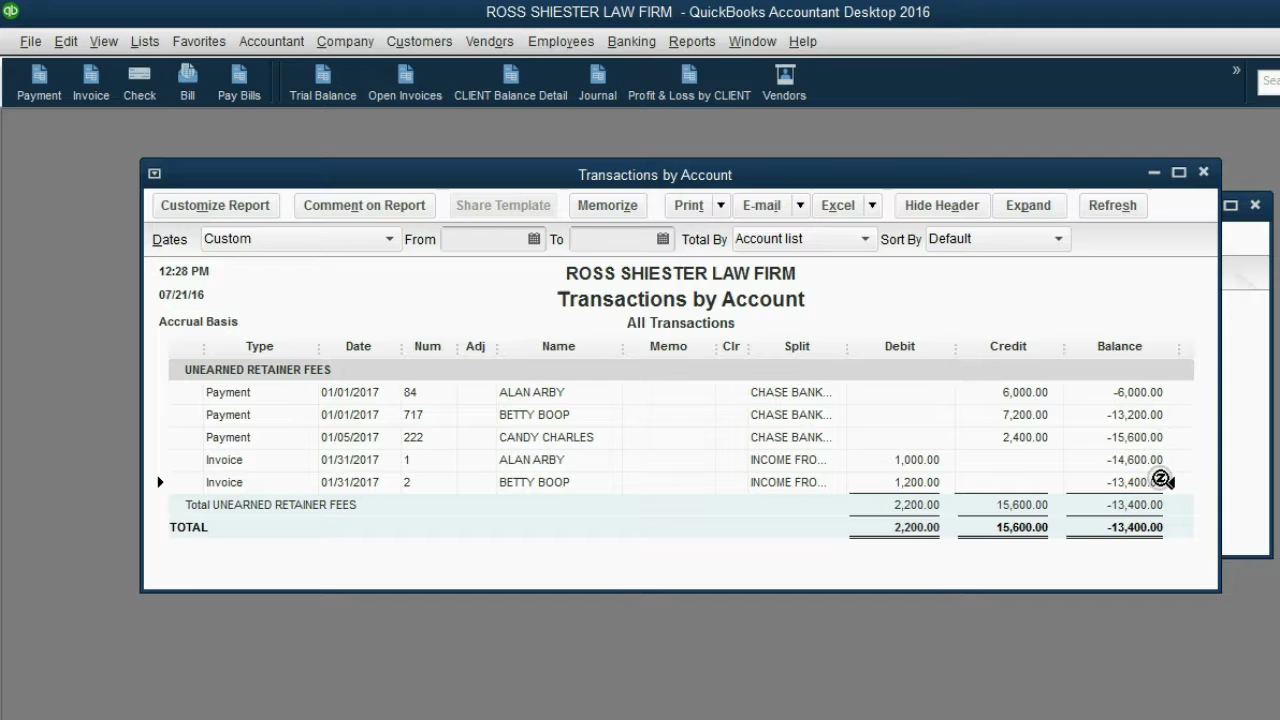 ROSS SHIESTER LAW FIRM - QuickBooks Accountant Desktop 2016
File Edit View Lists Favorites Accountant Company Customers Vendors Employees Banking Reports Window Help
Payment Invoice Check Bill Pay Bills Trial Balance Open Invoices CLIENT Balance Detail Journal Profit & Loss by CLIENT Vendors » Sea
Transactions by Account
Customize Report Comment on Report Share Template Memorize Print E-mail Excel Hide Header Expand Refresh
Dates Custom From To Total By Account list Sort By Default
12:28 PM ROSS SHIESTER LAW FIRM
07/21/16 Transactions by Account
Accrual Basis All Transactions
Type Date Num Adj Name Memo Clr Split Debit Credit Balance
UNEARNED RETAINER FEES
Payment 01/01/2017 84 ALAN ARBY CHASE BANK... 6,000.00 -6,000.00
Payment 01/01/2017 717 BETTY BOOP CHASE BANK... 7,200.00 -13,200.00
Payment 01/05/2017 222 CANDY CHARLES CHASE BANK... 2,400.00 -15,600.00
Invoice 01/31/2017 1 ALAN ARBY INCOME FRO... 1,000.00 -14,600.00
Invoice 01/31/2017 2 BETTY BOOP INCOME FRO... 1,200.00 -13,400.00
Total UNEARNED RETAINER FEES 2,200.00 15,600.00 -13,400.00
TOTAL 2,200.00 15,600.00 -13,400.00